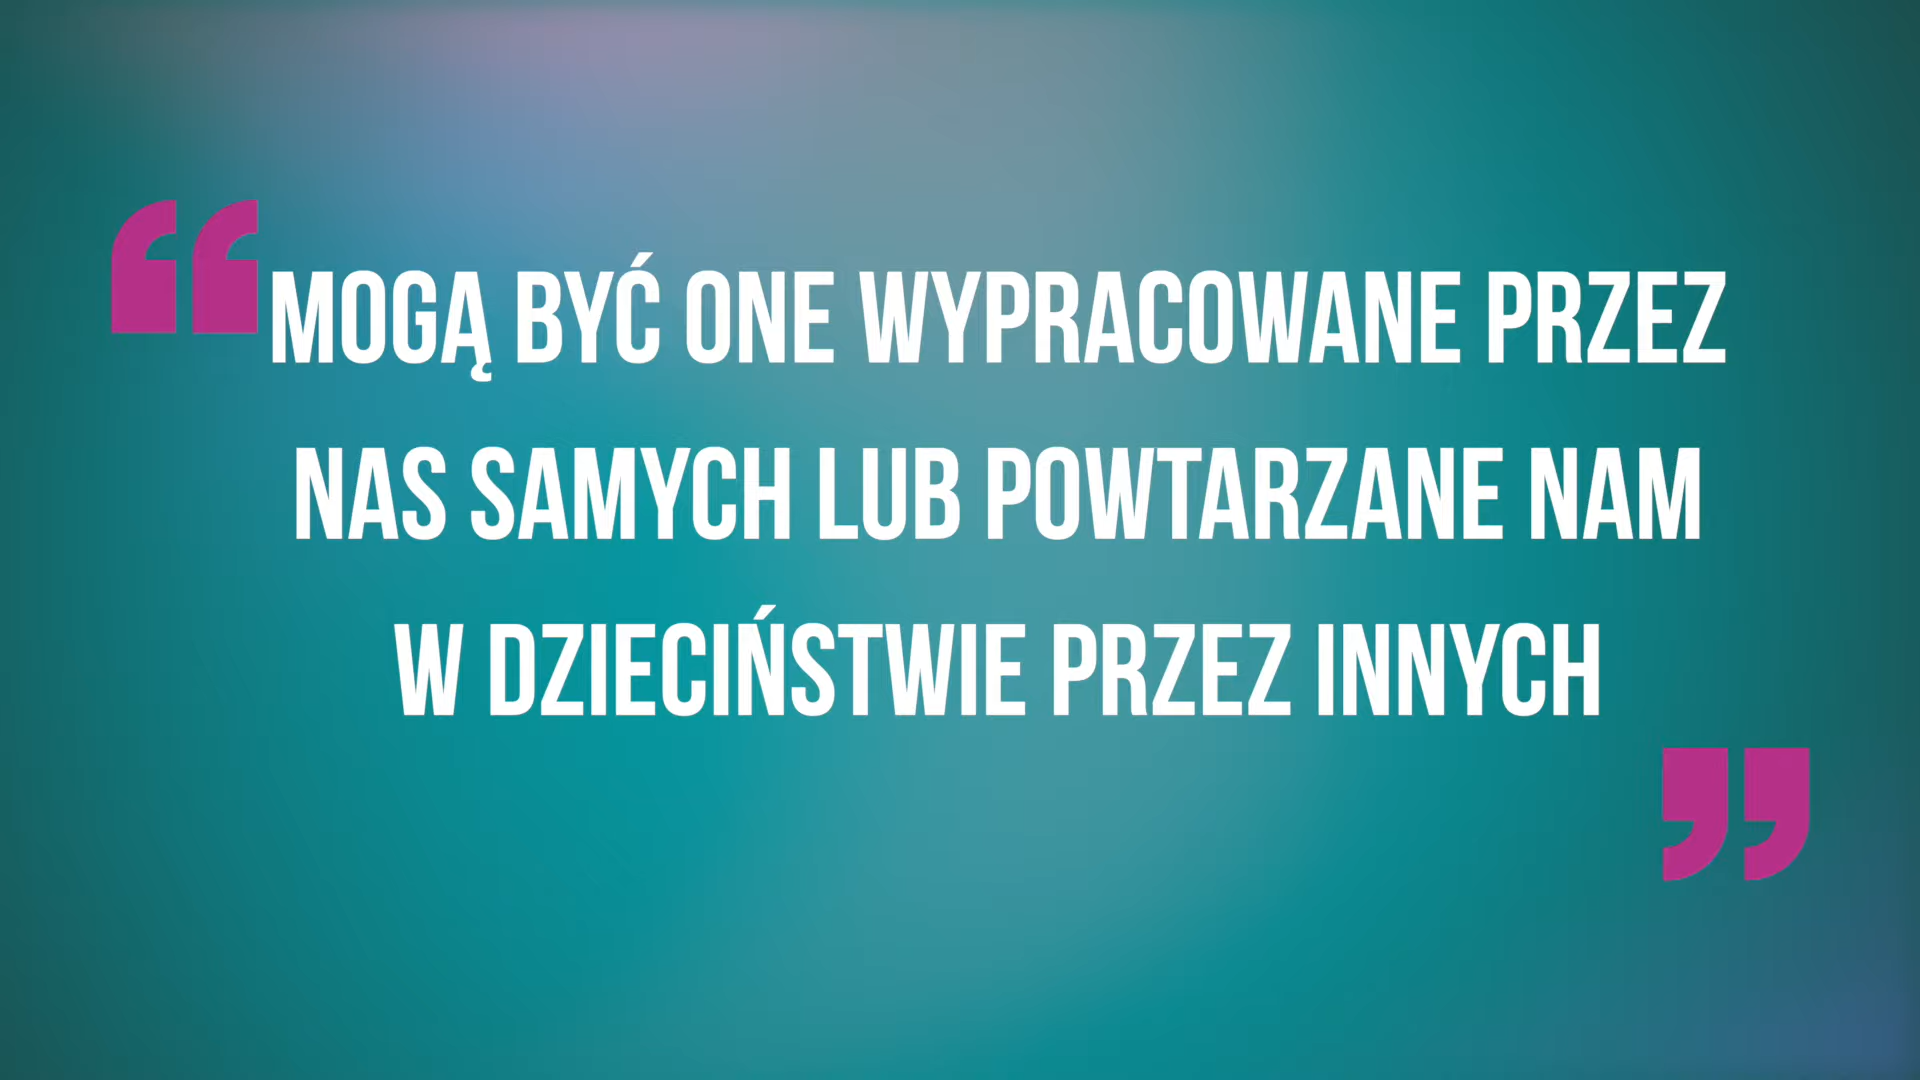 “MOGĄ BYĆ ONE WYPRACOWANE PRZEZ
NAS SAMYCH LUB POWTARZANE NAM
W DZIECIŃSTWIE PRZEZ INNYCH”